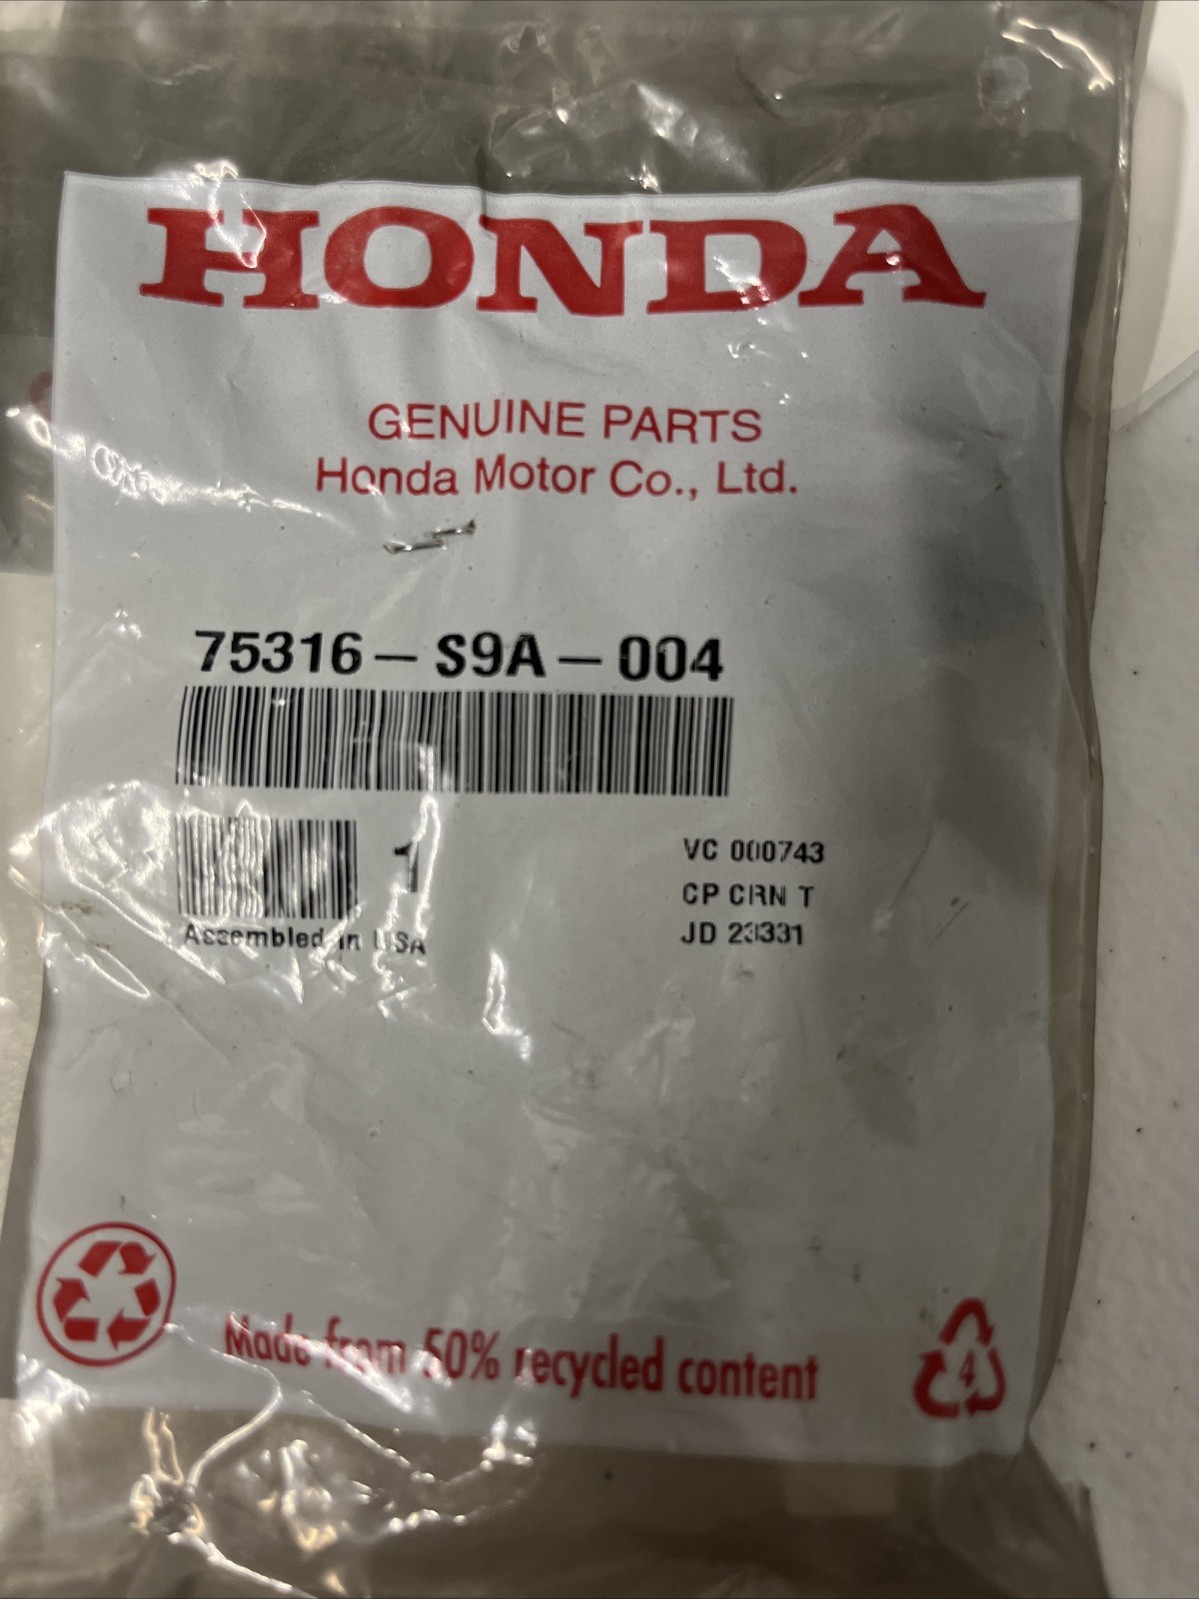 HONDA
GENUINE PARTS
Honda Motor Co., Ltd.
75316-S9A-004
1
VC 000743
CP CRN T
Assembled in USA
JD 23331
Made from 50% recycled content
4